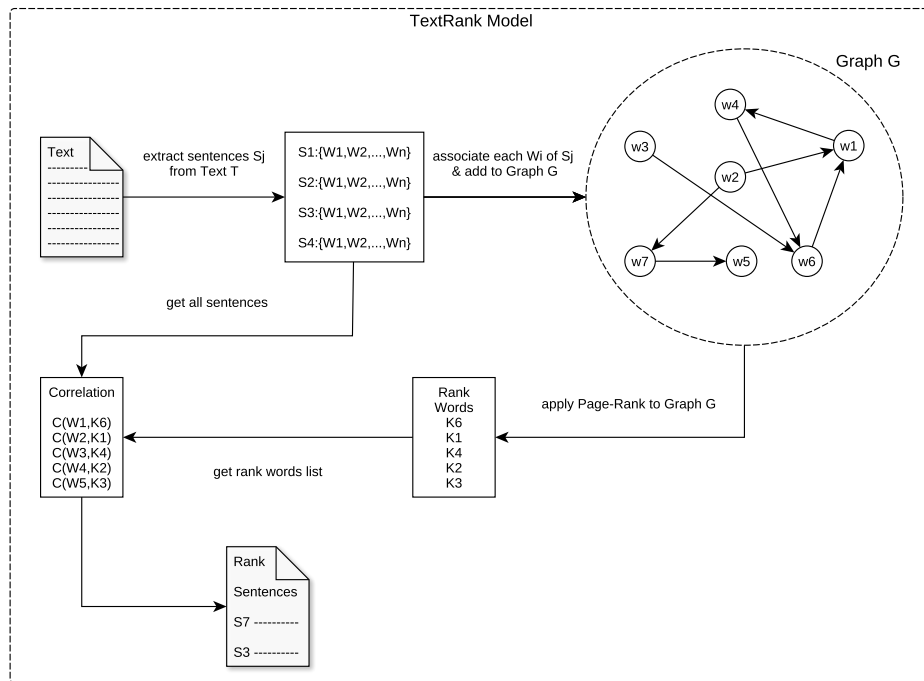 TextRank Model
Graph G
Text
extract sentences Sj
from Text T
S1:{W1,W2,...,Wn}
S2:{W1,W2,...,Wn}
S3:{W1,W2,...,Wn}
S4:{W1,W2,...,Wn}
associate each Wi of Sj
& add to Graph G
w4
w3
w1
w2
w7
w5
w6
get all sentences
Correlation
C(W1,K6)
C(W2,K1)
C(W3,K4)
C(W4,K2)
C(W5,K3)
get rank words list
Rank
Words
K6
K1
K4
K2
K3
apply Page-Rank to Graph G
Rank
Sentences
S7 ----------
S3 ----------